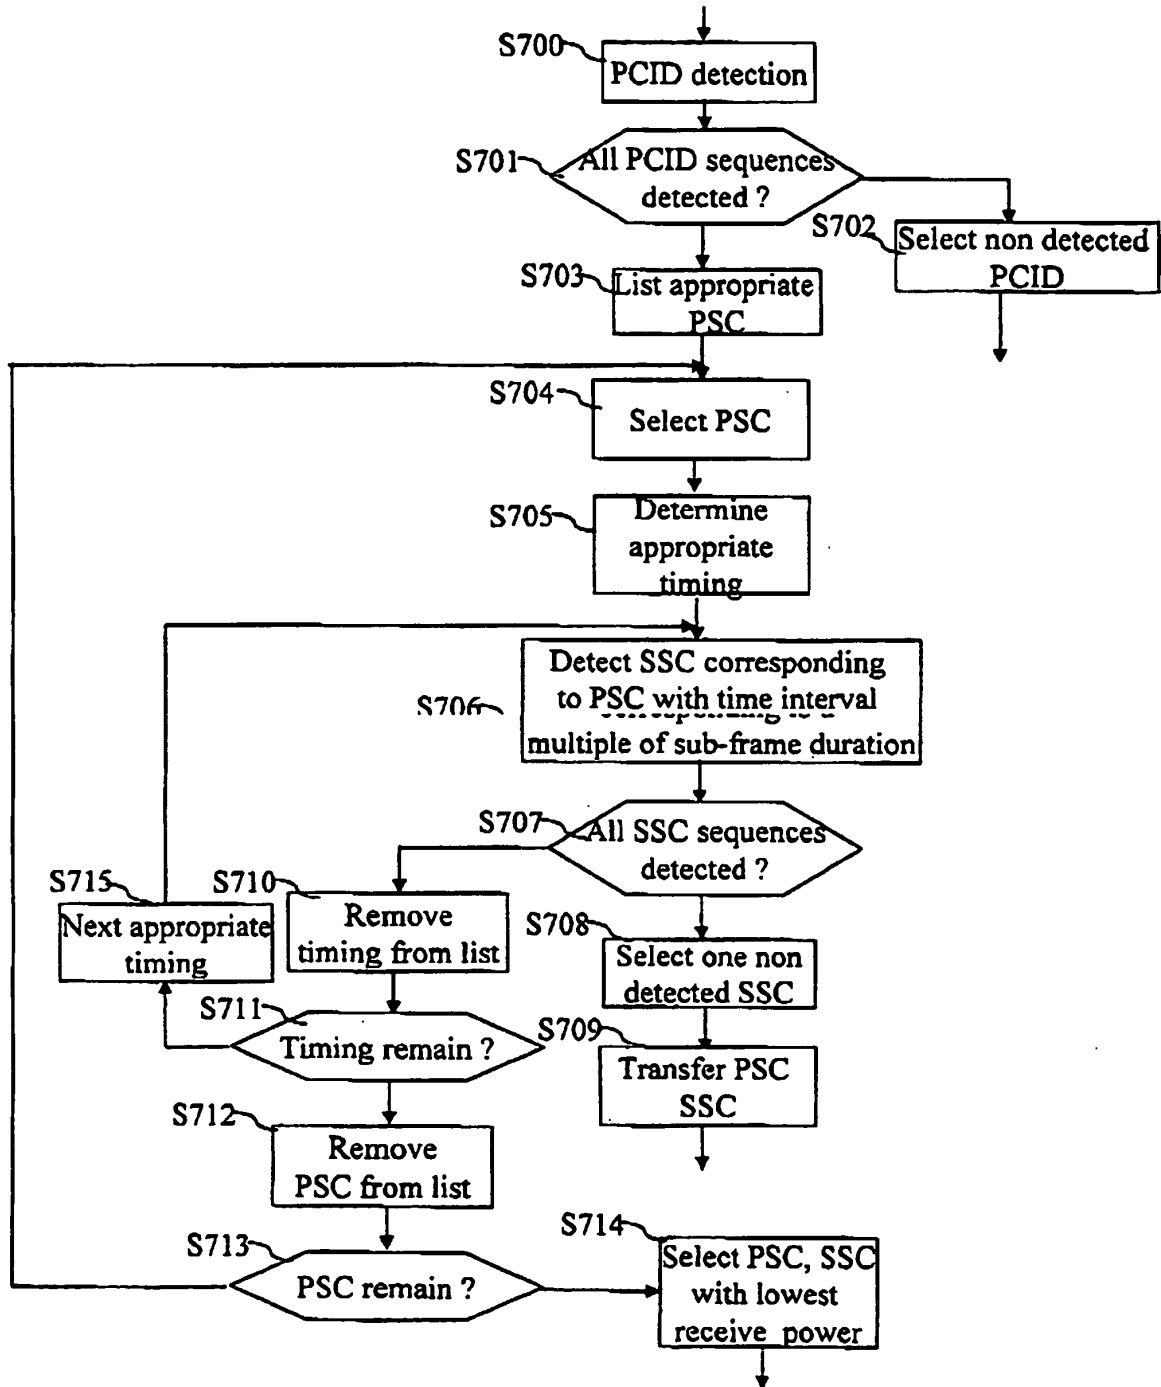 S700
PCID detection
S701
All PCID sequences
detected ?
S702
Select non detected
PCID
S703
List appropriate
PSC
S704
Select PSC
S705
Determine
appropriate
timing
S706
Detect SSC corresponding
to PSC with time interval
corresponding to a
multiple of sub-frame duration
S707
All SSC sequences
detected ?
S715
Next appropriate
timing
S710
Remove
timing from list
S708
Select one non
detected SSC
S711
Timing remain ?
S709
Transfer PSC
SSC
S712
Remove
PSC from list
S713
PSC remain ?
S714
Select PSC, SSC
with lowest
receive power